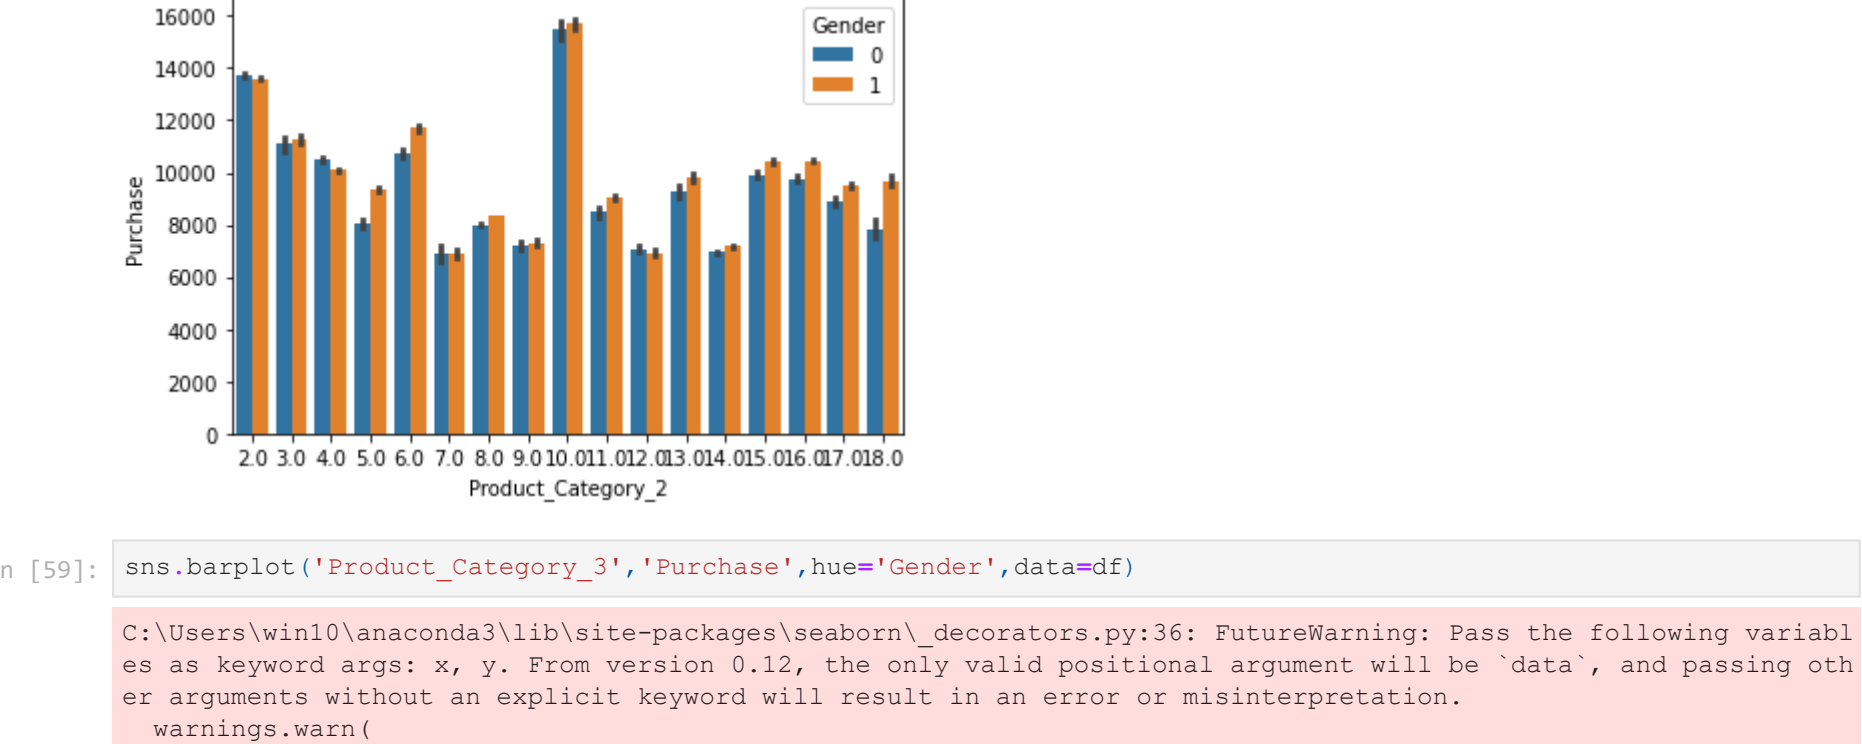 16000
Gender
0
14000
1
12000
10000
Purchase
8000
6000
4000
2000
0
2.0 3.0 4.0 5.0 6.0 7.0 8.0 9.0 10.0 11.0 12.0 13.0 14.0 15.0 16.0 17.0 18.0
Product_Category_2
n [59]: sns.barplot('Product_Category_3','Purchase',hue='Gender',data=df)
C:\Users\win10\anaconda3\lib\site-packages\seaborn\_decorators.py:36: FutureWarning: Pass the following variabl
es as keyword args: x, y. From version 0.12, the only valid positional argument will be `data`, and passing oth
er arguments without an explicit keyword will result in an error or misinterpretation.
  warnings.warn(